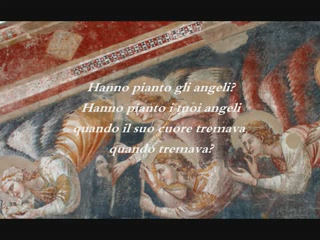 Hanno pianto gli angeli?
Hanno pianto i tuoi angeli
quando il suo cuore tremava
quando tremava?